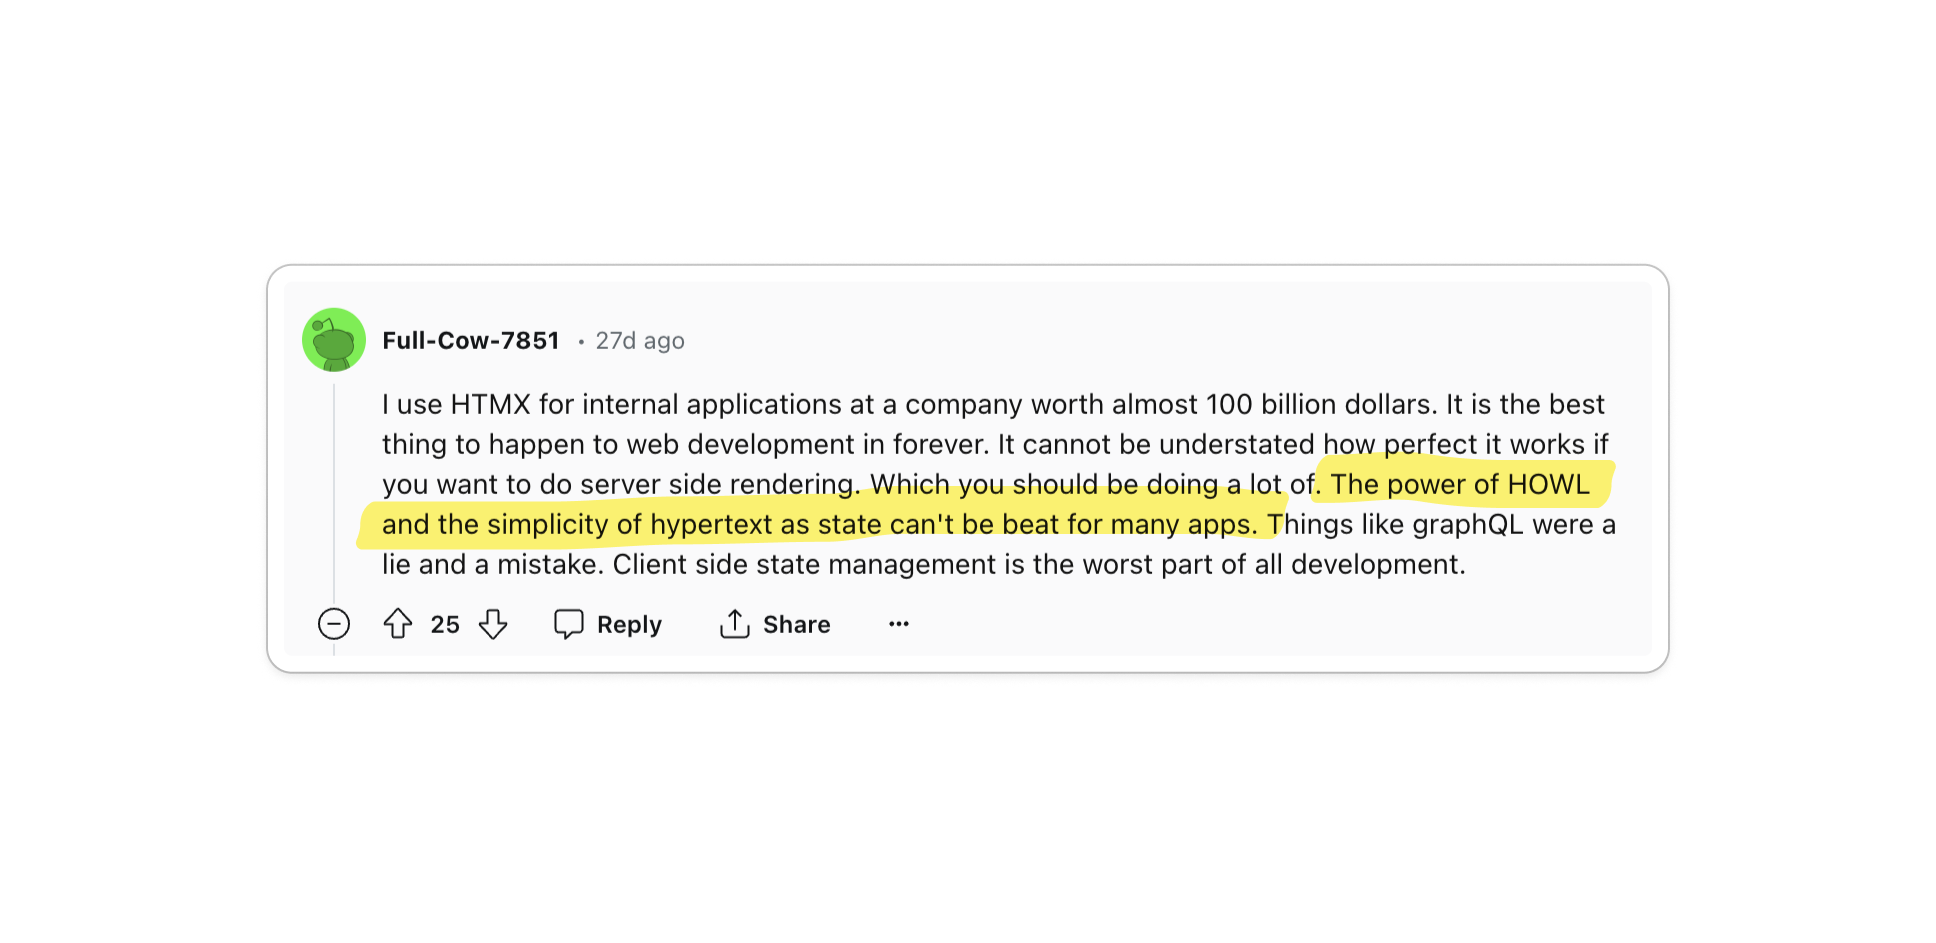 Full-Cow-7851 • 27d ago
I use HTMX for internal applications at a company worth almost 100 billion dollars. It is the best
thing to happen to web development in forever. It cannot be understated how perfect it works if
you want to do server side rendering. Which you should be doing a lot of. The power of HOWL
and the simplicity of hypertext as state can't be beat for many apps. Things like graphQL were a
lie and a mistake. Client side state management is the worst part of all development.
25 Reply Share ...